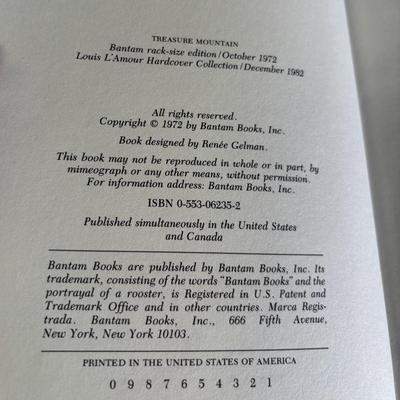 TREASURE MOUNTAIN
Bantam rack-size edition/October 1972
Louis L'Amour Hardcover Collection/December 1982
All rights reserved.
Copyright © 1972 by Bantam Books, Inc.
Book designed by Renée Gelman.
This book may not be reproduced in whole or in part, by
mimeograph or any other means, without permission.
For information address: Bantam Books, Inc.
ISBN 0-553-06235-2
Published simultaneously in the United States
and Canada
Bantam Books are published by Bantam Books, Inc. Its
trademark, consisting of the words "Bantam Books" and the
portrayal of a rooster, is Registered in U.S. Patent and
Trademark Office and in other countries. Marca Regis-
trada. Bantam Books, Inc., 666 Fifth Avenue,
New York, New York 10103.
PRINTED IN THE UNITED STATES OF AMERICA
0 9 8 7 6 5 4 3 2 1